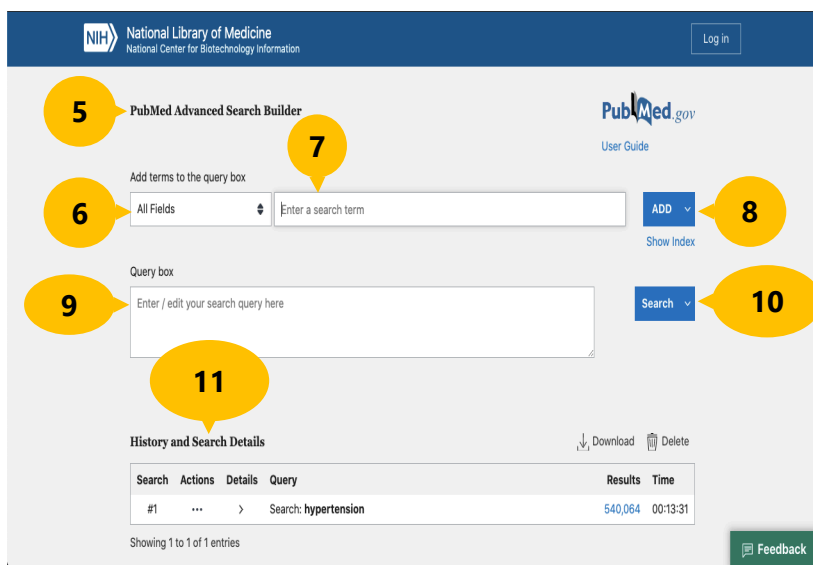 NIH National Library of Medicine Log in
National Center for Biotechnology Information
5 PubMed Advanced Search Builder PubMed.gov
7 User Guide
Add terms to the query box
6 All Fields Enter a search term ADD 8
Show Index
Query box
9 Enter / edit your search query here Search 10
11
History and Search Details Download Delete
Search Actions Details Query Results Time
#1 ... > Search: hypertension 540,064 00:13:31
Showing 1 to 1 of 1 entries
Feedback